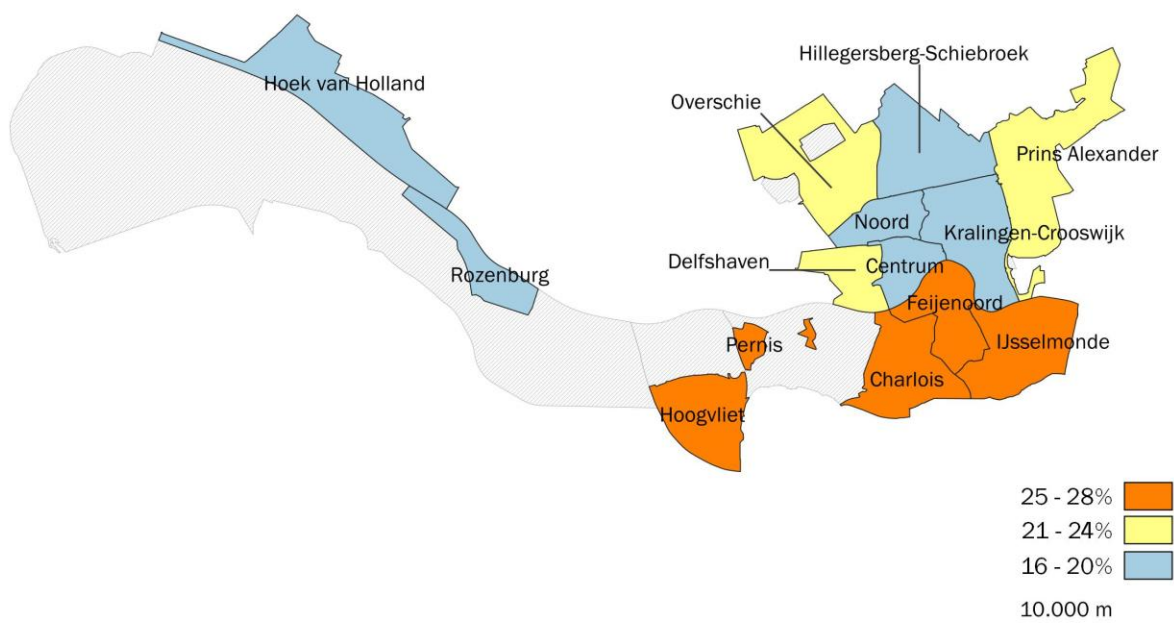 Hillegersberg-Schiebroek
Hoek van Holland
Overschie
Prins Alexander
Noord
Kralingen-Crooswijk
Delfshaven
Centrum
Rozenburg
Feijenoord
Pernis
IJsselmonde
Charlois
Hoogvliet
25 - 28%
21 - 24%
16 - 20%
10.000 m